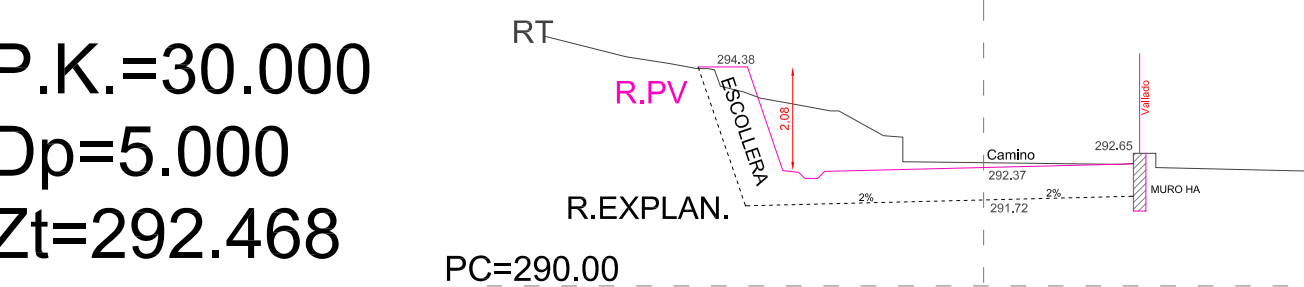 P.K.=30.000
Dp=5.000
Zt=292.468
RT
294.38
R.PV
ESCOLLERA
2,08
Vallado
292.65
Camino
292.37
MURO HA
2%
2%
R.EXPLAN.
291.72
PC=290.00